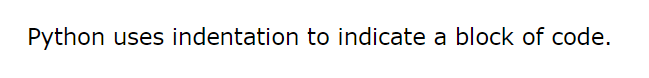 Python uses indentation to indicate a block of code.